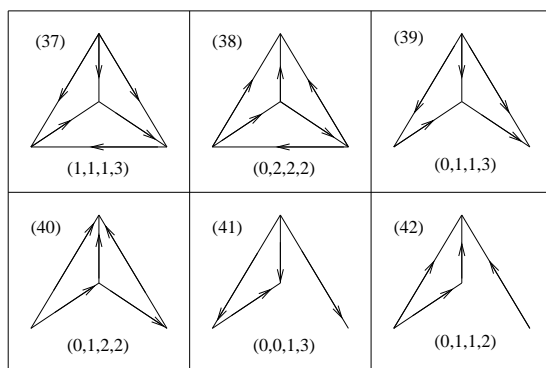 (37) (38) (39)
(1,1,1,3) (0,2,2,2) (0,1,1,3)
(40) (41) (42)
(0,1,2,2) (0,0,1,3) (0,1,1,2)